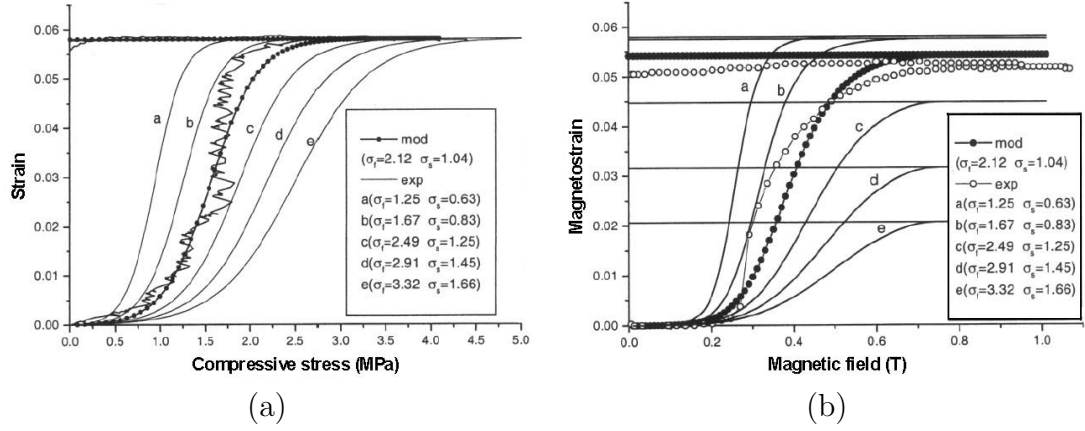 0.06
0.05
0.04
0.03
0.02
0.01
0.00
Strain
0.0 0.5 1.0 1.5 2.0 2.5 3.0 3.5 4.0 4.5 5.0
Compressive stress (MPa)
a
b
c
d
e
mod
(σf=2.12 σs=1.04)
exp
a(σf=1.25 σs=0.63)
b(σf=1.67 σs=0.83)
c(σf=2.49 σs=1.25)
d(σf=2.91 σs=1.45)
e(σf=3.32 σs=1.66)
(a)
0.06
0.05
0.04
0.03
0.02
0.01
0.00
Magnetostrain
0.0 0.2 0.4 0.6 0.8 1.0
Magnetic field (T)
a
b
c
d
e
mod
(σf=2.12 σs=1.04)
exp
a(σf=1.25 σs=0.63)
b(σf=1.67 σs=0.83)
c(σf=2.49 σs=1.25)
d(σf=2.91 σs=1.45)
e(σf=3.32 σs=1.66)
(b)